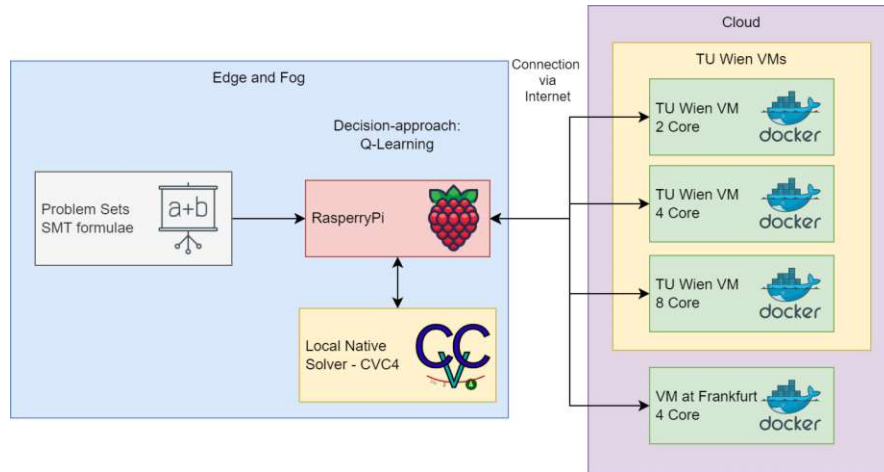 Cloud
Edge and Fog
Connection
via
Internet
TU Wien VMs
Decision-approach:
Q-Learning
TU Wien VM
2 Core
docker
Problem Sets
SMT formulae
a+b
RasperryPi
TU Wien VM
4 Core
docker
TU Wien VM
8 Core
docker
Local Native
Solver - CVC4
CVC
VM at Frankfurt
4 Core
docker